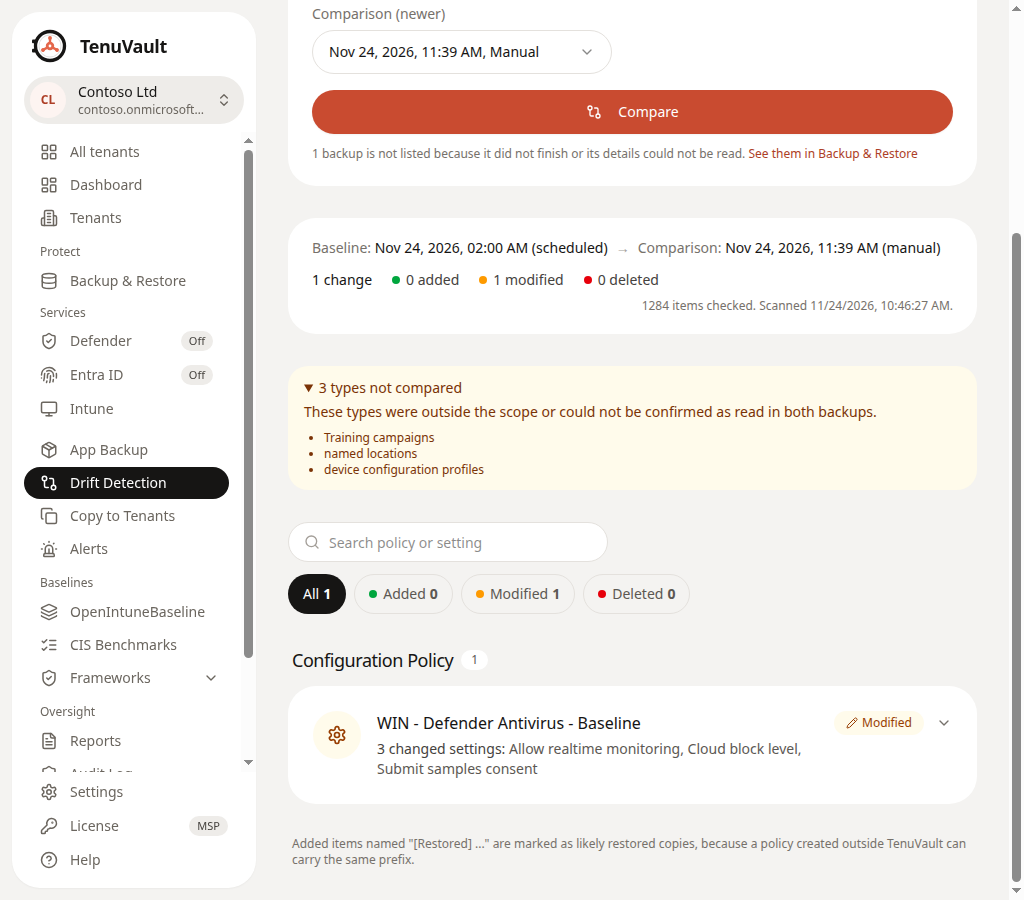 TenuVault
CL
Contoso Ltd
contoso.onmicrosoft...
All tenants
Dashboard
Tenants
Protect
Backup & Restore
Services
Defender Off
Entra ID Off
Intune
App Backup
Drift Detection
Copy to Tenants
Alerts
Baselines
OpenIntuneBaseline
CIS Benchmarks
Frameworks
Oversight
Reports
Audit Log
Settings
License MSP
Help
Comparison (newer)
Nov 24, 2026, 11:39 AM, Manual
Compare
1 backup is not listed because it did not finish or its details could not be read. See them in Backup & Restore
Baseline: Nov 24, 2026, 02:00 AM (scheduled) → Comparison: Nov 24, 2026, 11:39 AM (manual)
1 change 0 added 1 modified 0 deleted
1284 items checked. Scanned 11/24/2026, 10:46:27 AM.
▼ 3 types not compared
These types were outside the scope or could not be confirmed as read in both backups.
• Training campaigns
• named locations
• device configuration profiles
Search policy or setting
All 1 Added 0 Modified 1 Deleted 0
Configuration Policy 1
WIN - Defender Antivirus - Baseline Modified
3 changed settings: Allow realtime monitoring, Cloud block level,
Submit samples consent
Added items named "[Restored] ..." are marked as likely restored copies, because a policy created outside TenuVault can
carry the same prefix.